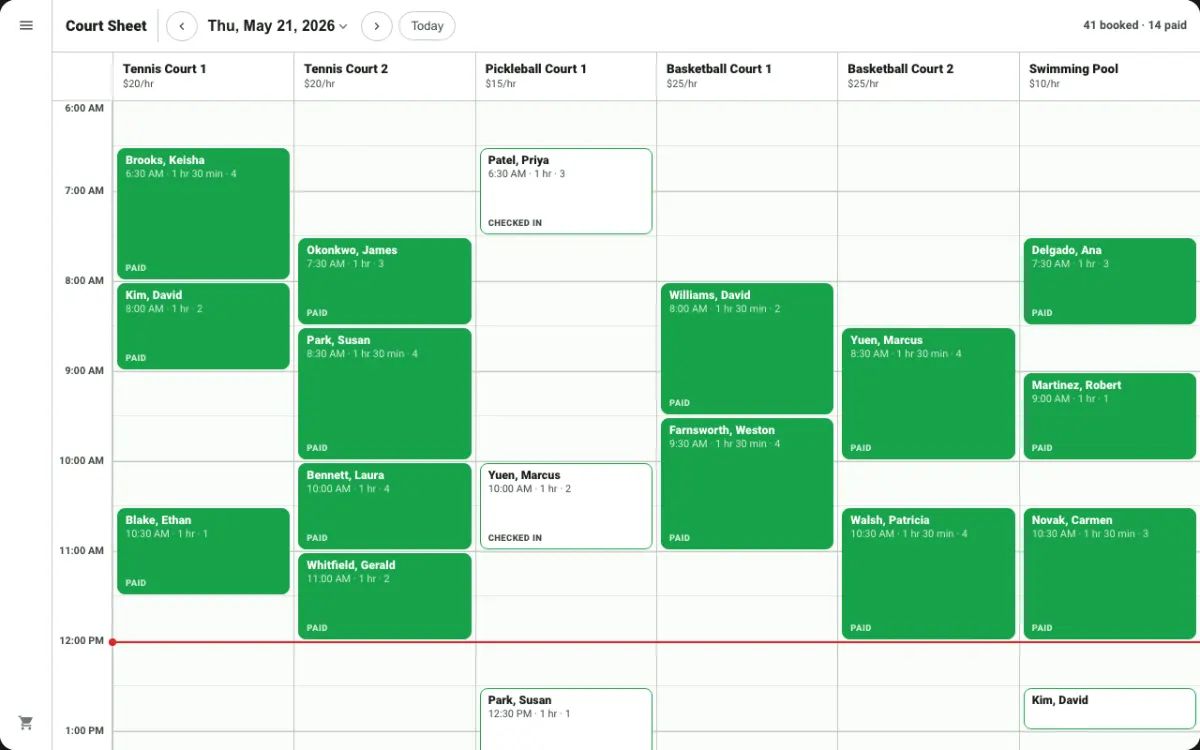 Court Sheet
Thu, May 21, 2026
Today
41 booked · 14 paid
Tennis Court 1
$20/hr
Tennis Court 2
$20/hr
Pickleball Court 1
$15/hr
Basketball Court 1
$25/hr
Basketball Court 2
$25/hr
Swimming Pool
$10/hr
6:00 AM
7:00 AM
8:00 AM
9:00 AM
10:00 AM
11:00 AM
12:00 PM
1:00 PM
Brooks, Keisha
6:30 AM · 1 hr 30 min · 4
PAID
Kim, David
8:00 AM · 1 hr · 2
PAID
Blake, Ethan
10:30 AM · 1 hr · 1
PAID
Okonkwo, James
7:30 AM · 1 hr · 3
PAID
Park, Susan
8:30 AM · 1 hr 30 min · 4
PAID
Bennett, Laura
10:00 AM · 1 hr · 4
PAID
Whitfield, Gerald
11:00 AM · 1 hr · 2
PAID
Patel, Priya
6:30 AM · 1 hr · 3
CHECKED IN
Yuen, Marcus
10:00 AM · 1 hr · 2
CHECKED IN
Park, Susan
12:30 PM · 1 hr · 1
Williams, David
8:00 AM · 1 hr 30 min · 2
PAID
Farnsworth, Weston
9:30 AM · 1 hr 30 min · 4
PAID
Yuen, Marcus
8:30 AM · 1 hr 30 min · 4
PAID
Walsh, Patricia
10:30 AM · 1 hr 30 min · 4
PAID
Delgado, Ana
7:30 AM · 1 hr · 3
PAID
Martinez, Robert
9:00 AM · 1 hr · 1
PAID
Novak, Carmen
10:30 AM · 1 hr 30 min · 3
PAID
Kim, David